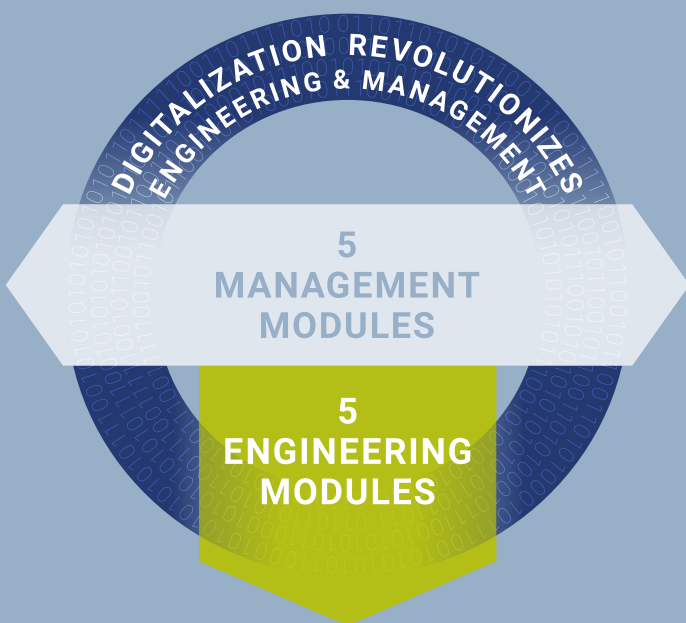 DIGITALIZATION REVOLUTIONIZES
ENGINEERING & MANAGEMENT
5
MANAGEMENT
MODULES
5
ENGINEERING
MODULES